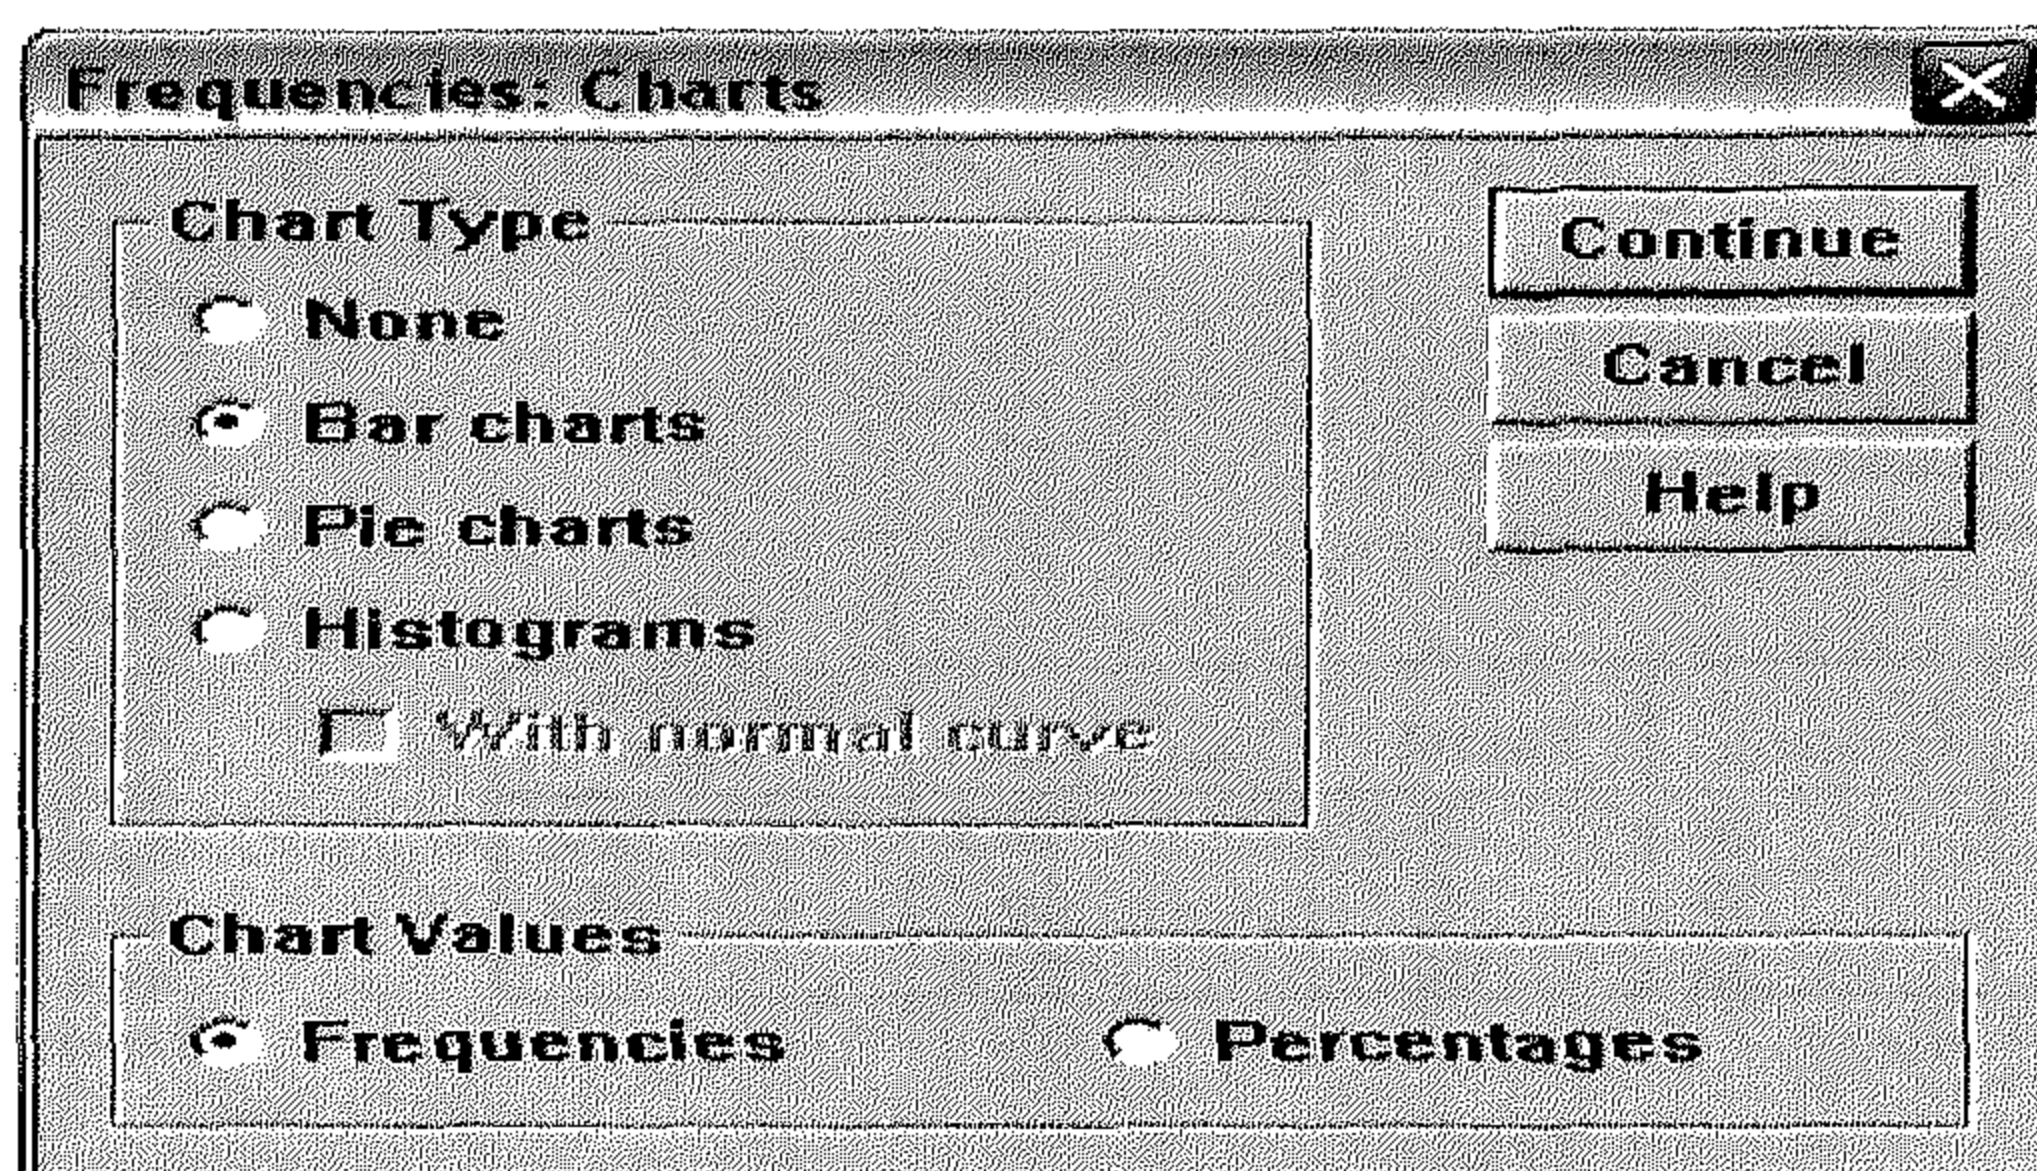 Frequencies: Charts
Chart Type
None
Bar charts
Pie charts
Histograms
With normal curve
Continue
Cancel
Help
Chart Values
Frequencies
Percentages